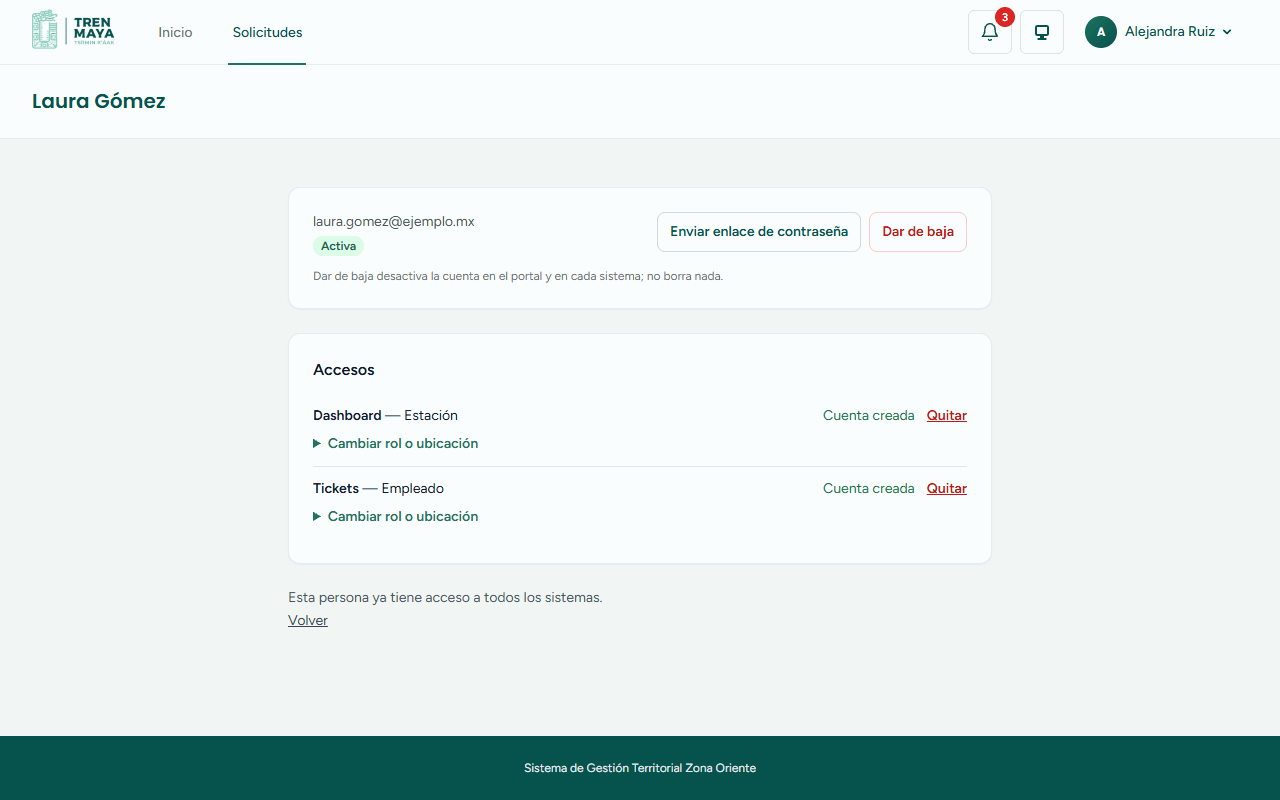 TREN
MAYA
TSÍIMIN K'ÁAK
Inicio
Solicitudes
3
A
Alejandra Ruiz
Laura Gómez
laura.gomez@ejemplo.mx
Enviar enlace de contraseña
Dar de baja
Activa
Dar de baja desactiva la cuenta en el portal y en cada sistema; no borra nada.
Accesos
Dashboard — Estación
Cuenta creada
Quitar
Cambiar rol o ubicación
Tickets — Empleado
Cuenta creada
Quitar
Cambiar rol o ubicación
Esta persona ya tiene acceso a todos los sistemas.
Volver
Sistema de Gestión Territorial Zona Oriente